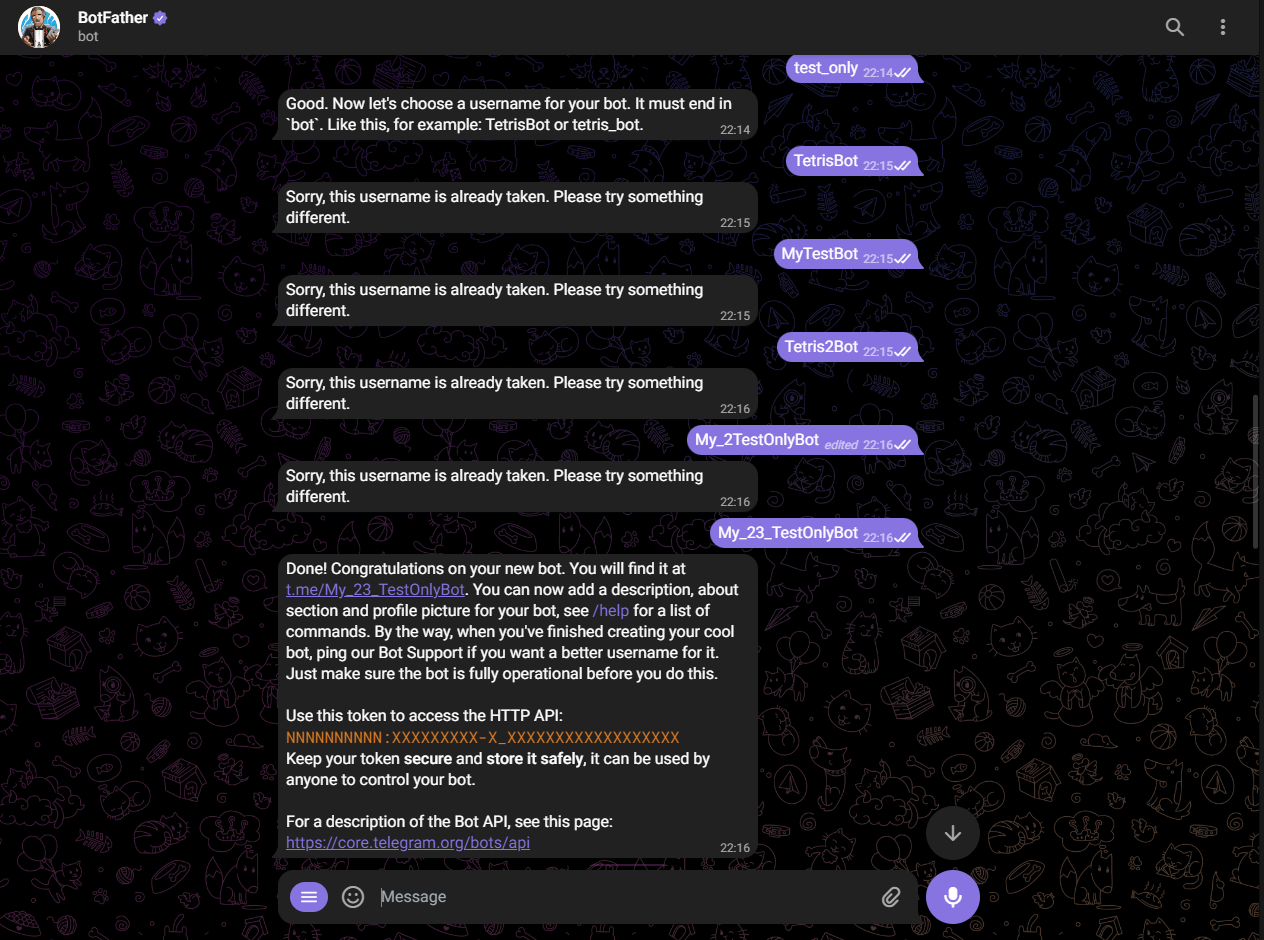 BotFather
bot
test_only 22:14
Good. Now let's choose a username for your bot. It must end in
`bot`. Like this, for example: TetrisBot or tetris_bot.
22:14
TetrisBot 22:15
Sorry, this username is already taken. Please try something
different.
22:15
MyTestBot 22:15
Sorry, this username is already taken. Please try something
different.
22:15
Tetris2Bot 22:15
Sorry, this username is already taken. Please try something
different.
22:16
My_2TestOnlyBot edited 22:16
Sorry, this username is already taken. Please try something
different.
22:16
My_23_TestOnlyBot 22:16
Done! Congratulations on your new bot. You will find it at
t.me/My_23_TestOnlyBot. You can now add a description, about
section and profile picture for your bot, see /help for a list of
commands. By the way, when you've finished creating your cool
bot, ping our Bot Support if you want a better username for it.
Just make sure the bot is fully operational before you do this.
Use this token to access the HTTP API:
NNNNNNNNNN:XXXXXXXXX-X_XXXXXXXXXXXXXXXXXX
Keep your token secure and store it safely, it can be used by
anyone to control your bot.
For a description of the Bot API, see this page:
https://core.telegram.org/bots/api
22:16
Message